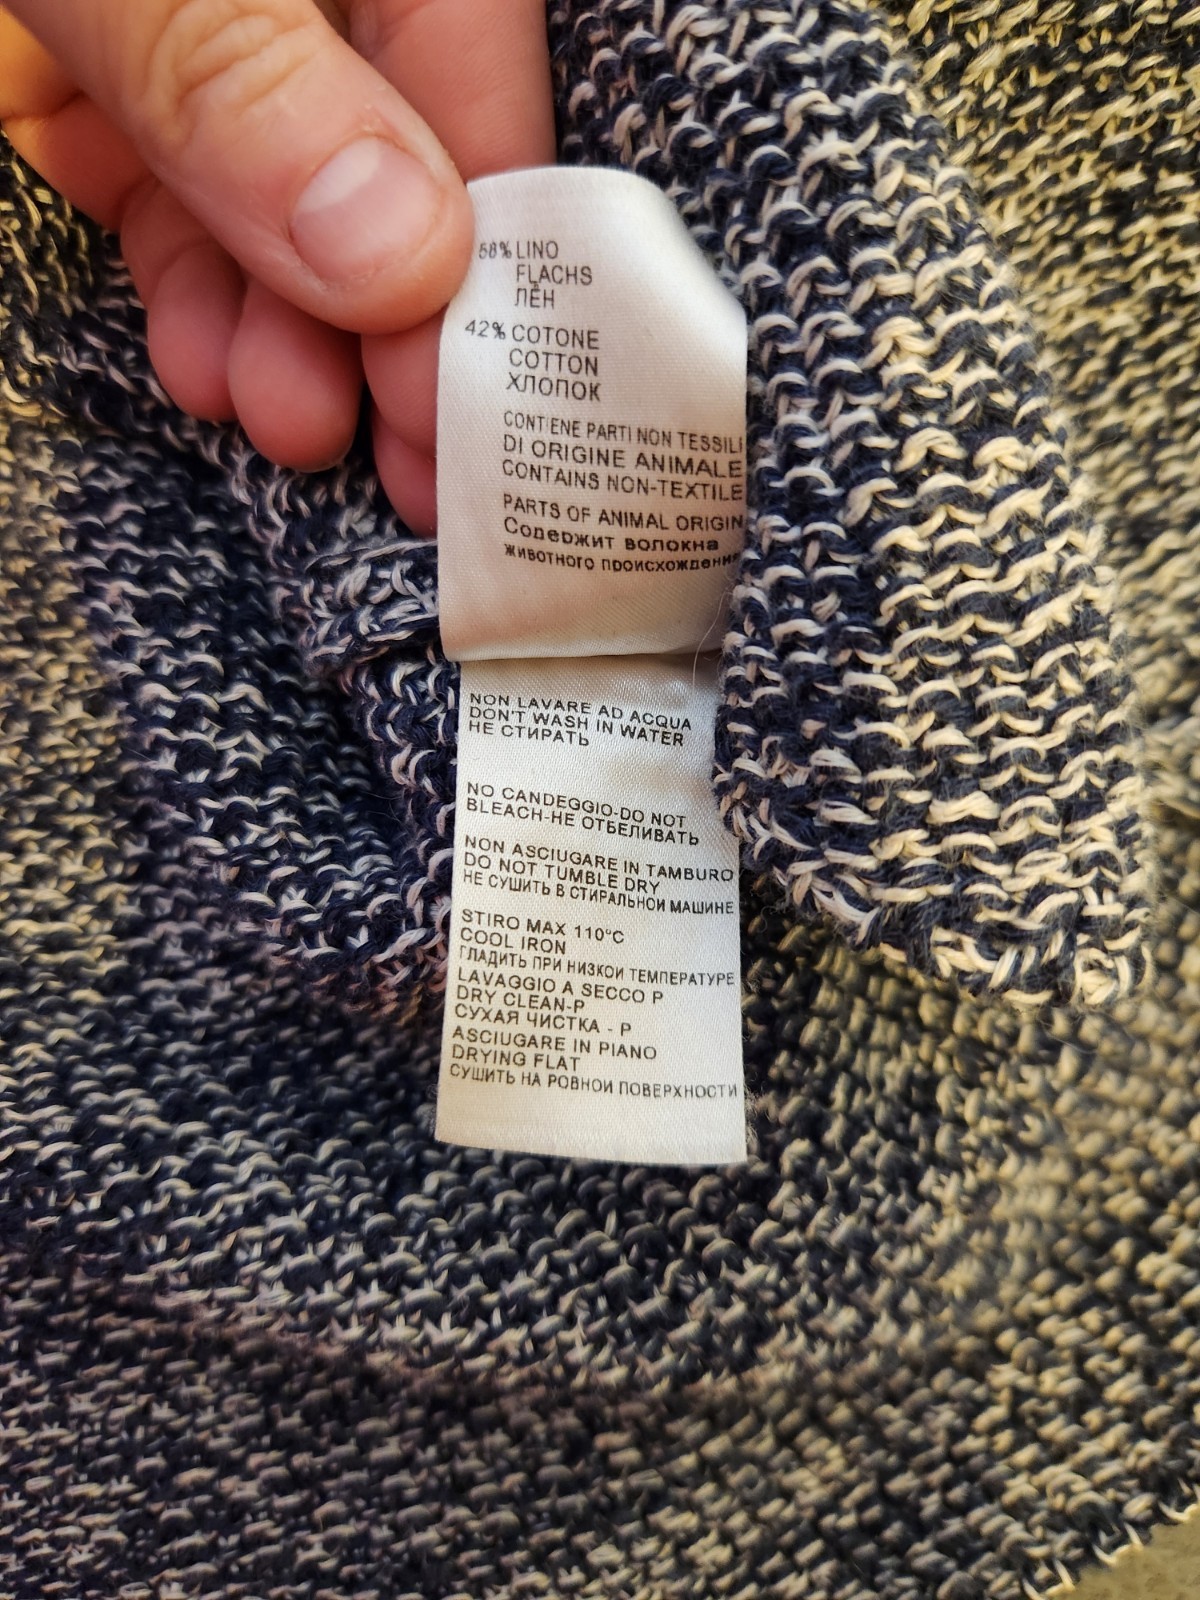 58% LINO
FLACHS
ЛЁН
42% COTONE
COTTON
ХЛОПОК
CONTIENE PARTI NON TESSILI
DI ORIGINE ANIMALE
CONTAINS NON-TEXTILE
PARTS OF ANIMAL ORIGIN
Содержит волокна
животного происхождения
NON LAVARE AD ACQUA
DON'T WASH IN WATER
НЕ СТИРАТЬ
NO CANDEGGIO-DO NOT
BLEACH-НЕ ОТБЕЛИВАТЬ
NON ASCIUGARE IN TAMBURO
DO NOT TUMBLE DRY
НЕ СУШИТЬ В СТИРАЛЬНОЙ МАШИНЕ
STIRO MAX 110°C
COOL IRON
ГЛАДИТЬ ПРИ НИЗКОЙ ТЕМПЕРАТУРЕ
LAVAGGIO A SECCO P
DRY CLEAN-P
СУХАЯ ЧИСТКА - P
ASCIUGARE IN PIANO
DRYING FLAT
СУШИТЬ НА РОВНОЙ ПОВЕРХНОСТИ